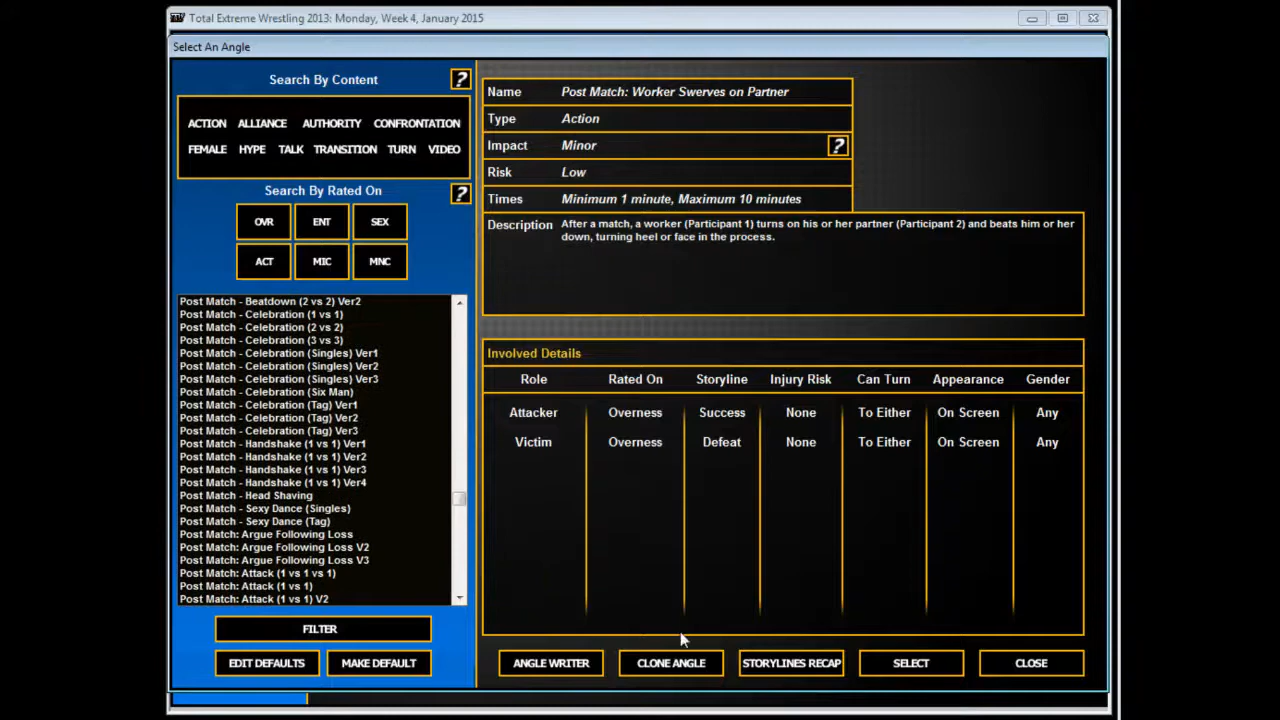 Total Extreme Wrestling 2013: Monday, Week 4, January 2015
Select An Angle
Search By Content
?
ACTION ALLIANCE AUTHORITY CONFRONTATION
FEMALE HYPE TALK TRANSITION TURN VIDEO
Search By Rated On
?
OVR ENT SEX
ACT MIC MNC
Post Match - Beatdown (2 vs 2) Ver2
Post Match - Celebration (1 vs 1)
Post Match - Celebration (2 vs 2)
Post Match - Celebration (3 vs 3)
Post Match - Celebration (Singles) Ver1
Post Match - Celebration (Singles) Ver2
Post Match - Celebration (Singles) Ver3
Post Match - Celebration (Six Man)
Post Match - Celebration (Tag) Ver1
Post Match - Celebration (Tag) Ver2
Post Match - Celebration (Tag) Ver3
Post Match - Handshake (1 vs 1) Ver1
Post Match - Handshake (1 vs 1) Ver2
Post Match - Handshake (1 vs 1) Ver3
Post Match - Handshake (1 vs 1) Ver4
Post Match - Head Shaving
Post Match - Sexy Dance (Singles)
Post Match - Sexy Dance (Tag)
Post Match: Argue Following Loss
Post Match: Argue Following Loss V2
Post Match: Argue Following Loss V3
Post Match: Attack (1 vs 1 vs 1)
Post Match: Attack (1 vs 1)
Post Match: Attack (1 vs 1) V2
FILTER
EDIT DEFAULTS MAKE DEFAULT
Name Post Match: Worker Swerves on Partner
Type Action
Impact Minor ?
Risk Low
Times Minimum 1 minute, Maximum 10 minutes
Description After a match, a worker (Participant 1) turns on his or her partner (Participant 2) and beats him or her
down, turning heel or face in the process.
Involved Details
Role Rated On Storyline Injury Risk Can Turn Appearance Gender
Attacker Overness Success None To Either On Screen Any
Victim Overness Defeat None To Either On Screen Any
ANGLE WRITER CLONE ANGLE STORYLINES RECAP SELECT CLOSE